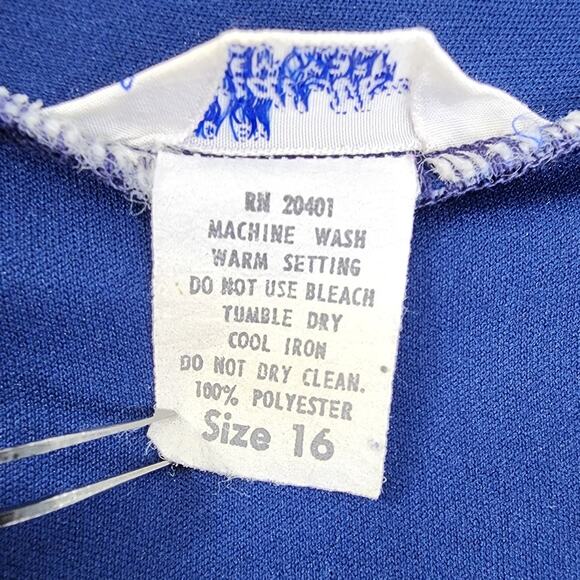 RN 20401
MACHINE WASH
WARM SETTING
DO NOT USE BLEACH
TUMBLE DRY
COOL IRON
DO NOT DRY CLEAN.
100% POLYESTER
Size 16